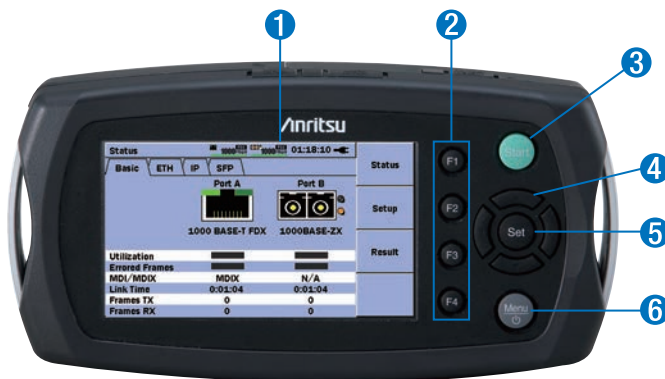 1
2
3
4
5
6
Anritsu
Status 01:18:10
Basic ETH IP SFP
Port A Port B
1000 BASE-T FDX 1000BASE-ZX
Utilization
Errored Frames
MDI/MDIX MDIX N/A
Link Time 0:01:04 0:01:04
Frames TX 0 0
Frames RX 0 0
Status
Setup
Result
F1
F2
F3
F4
Start
Set
Menu